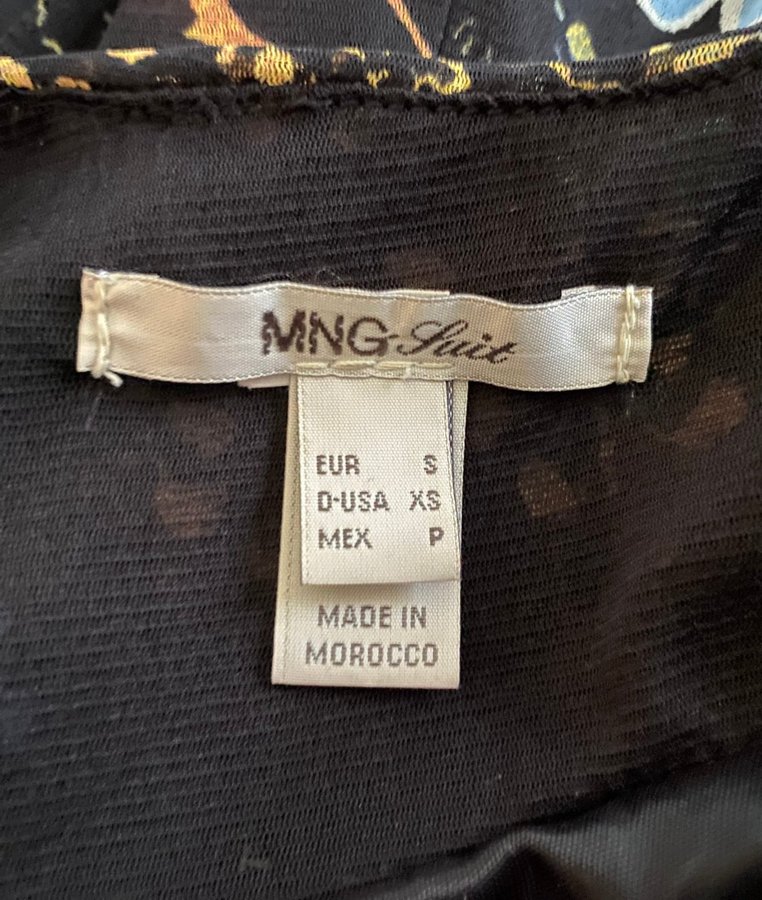 MNG Suit
EUR S
D-USA XS
MEX P
MADE IN
MOROCCO